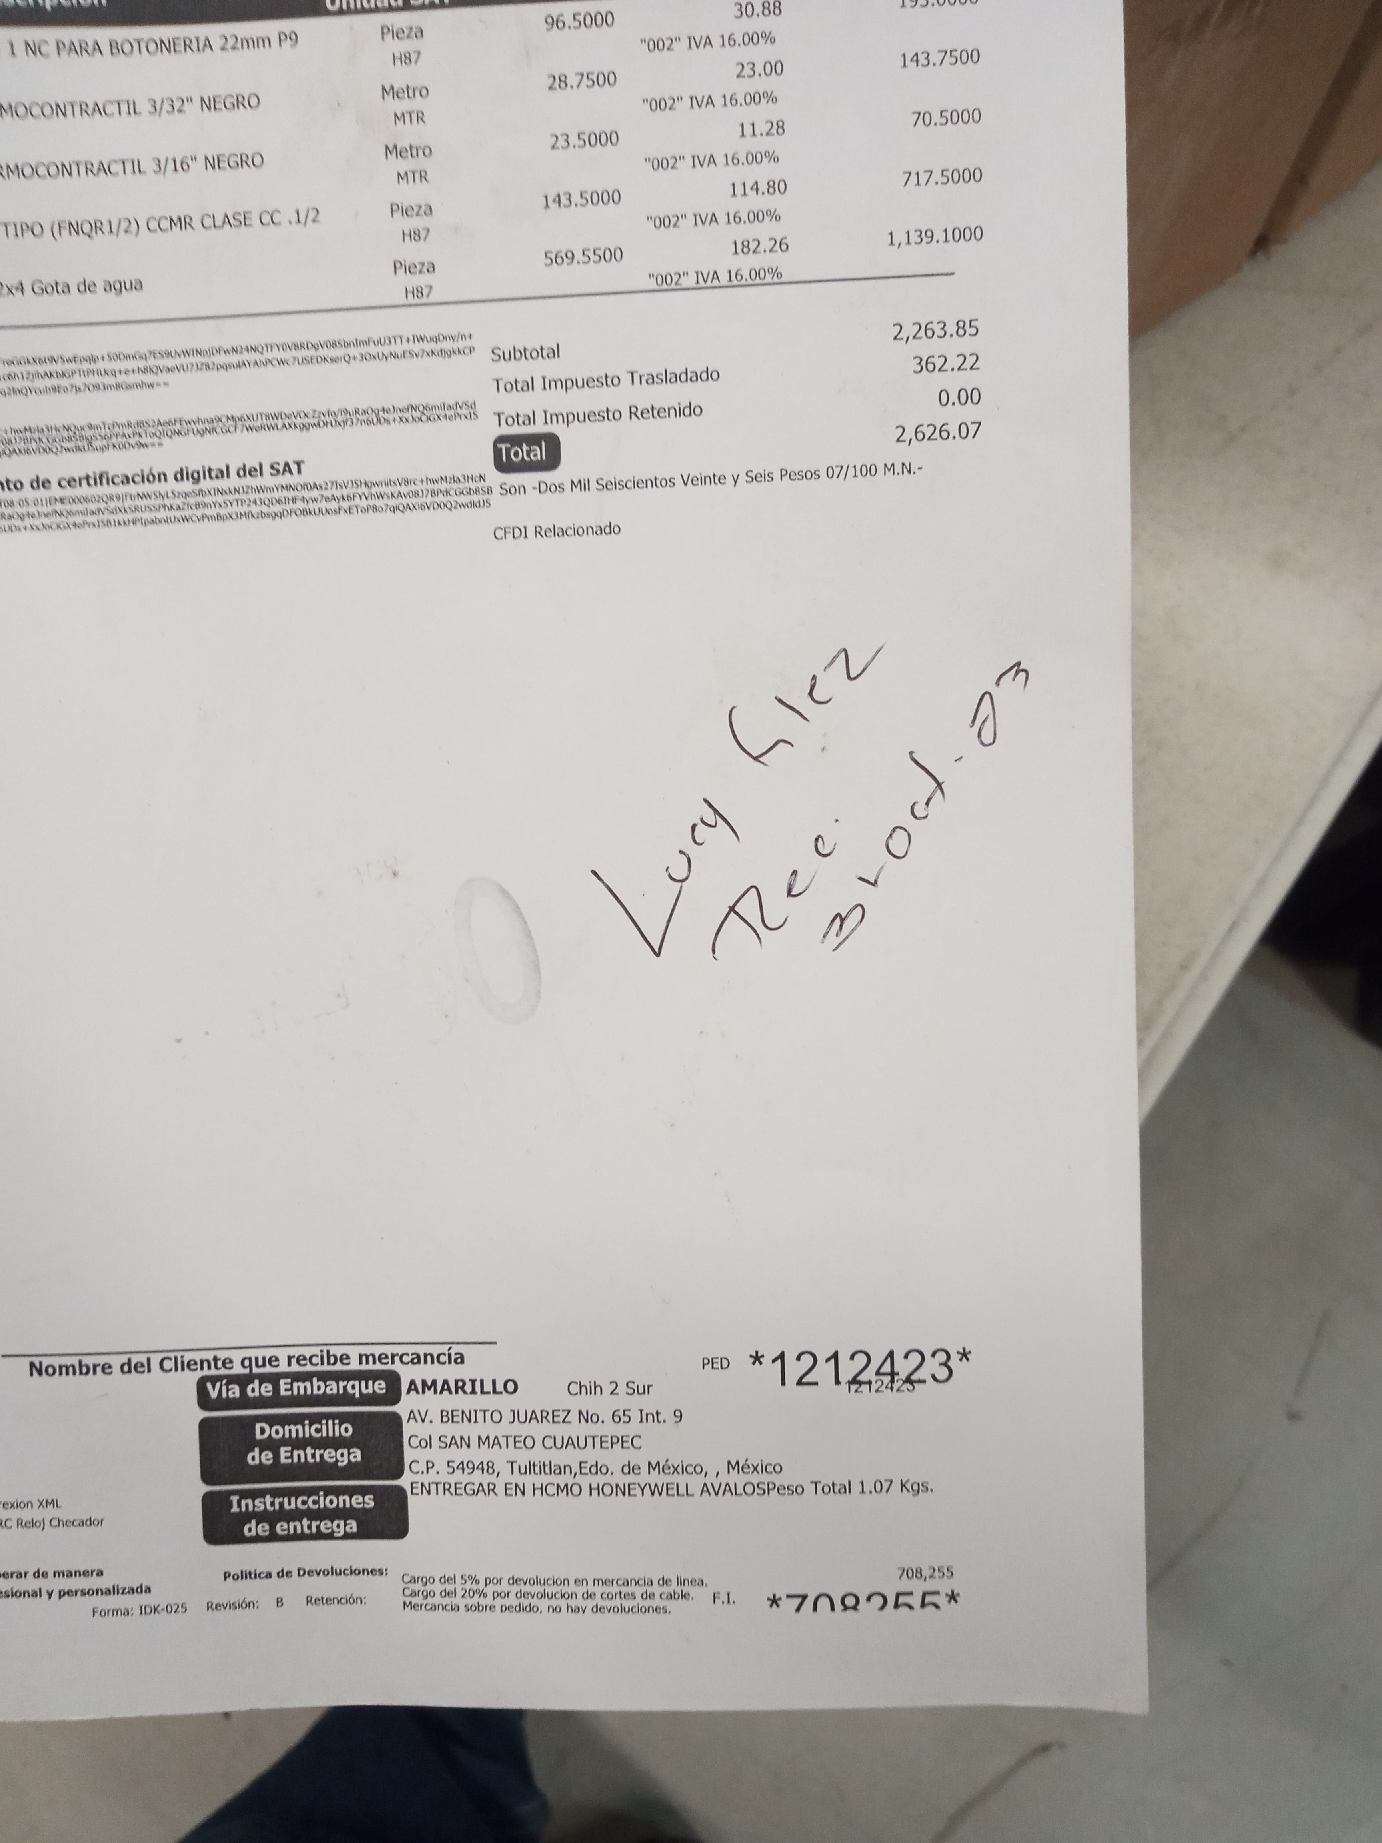 1 NC PARA BOTONERIA 22mm P9 Pieza 96.5000 30.88
H87 "002" IVA 16.00%
MOCONTRACTIL 3/32" NEGRO Metro 28.7500 23.00 143.7500
MTR "002" IVA 16.00%
RMOCONTRACTIL 3/16" NEGRO Metro 23.5000 11.28 70.5000
MTR "002" IVA 16.00%
TIPO (FNQR1/2) CCMR CLASE CC .1/2 Pieza 143.5000 114.80 717.5000
H87 "002" IVA 16.00%
2x4 Gota de agua Pieza 569.5500 182.26 1,139.1000
H87 "002" IVA 16.00%
Subtotal 2,263.85
Total Impuesto Trasladado 362.22
Total Impuesto Retenido 0.00
Total 2,626.07
nto de certificación digital del SAT
Son -Dos Mil Seiscientos Veinte y Seis Pesos 07/100 M.N.-
CFDI Relacionado
Lucy Glez
Rec.
Nombre del Cliente que recibe mercancía
PED *1212423*
1212423
Vía de Embarque AMARILLO Chih 2 Sur
Domicilio
de Entrega
AV. BENITO JUAREZ No. 65 Int. 9
Col SAN MATEO CUAUTEPEC
C.P. 54948, Tultitlan,Edo. de México, , México
Instrucciones
de entrega
ENTREGAR EN HCMO HONEYWELL AVALOSPeso Total 1.07 Kgs.
exion XML
RC Reloj Checador
erar de manera
esional y personalizada
Forma: IDK-025 Revisión: B Retención:
Politica de Devoluciones:
Cargo del 5% por devolucion en mercancia de linea.
Cargo del 20% por devolucion de cortes de cable.
Mercancia sobre pedido, no hay devoluciones.
708,255
F.I. *708255*